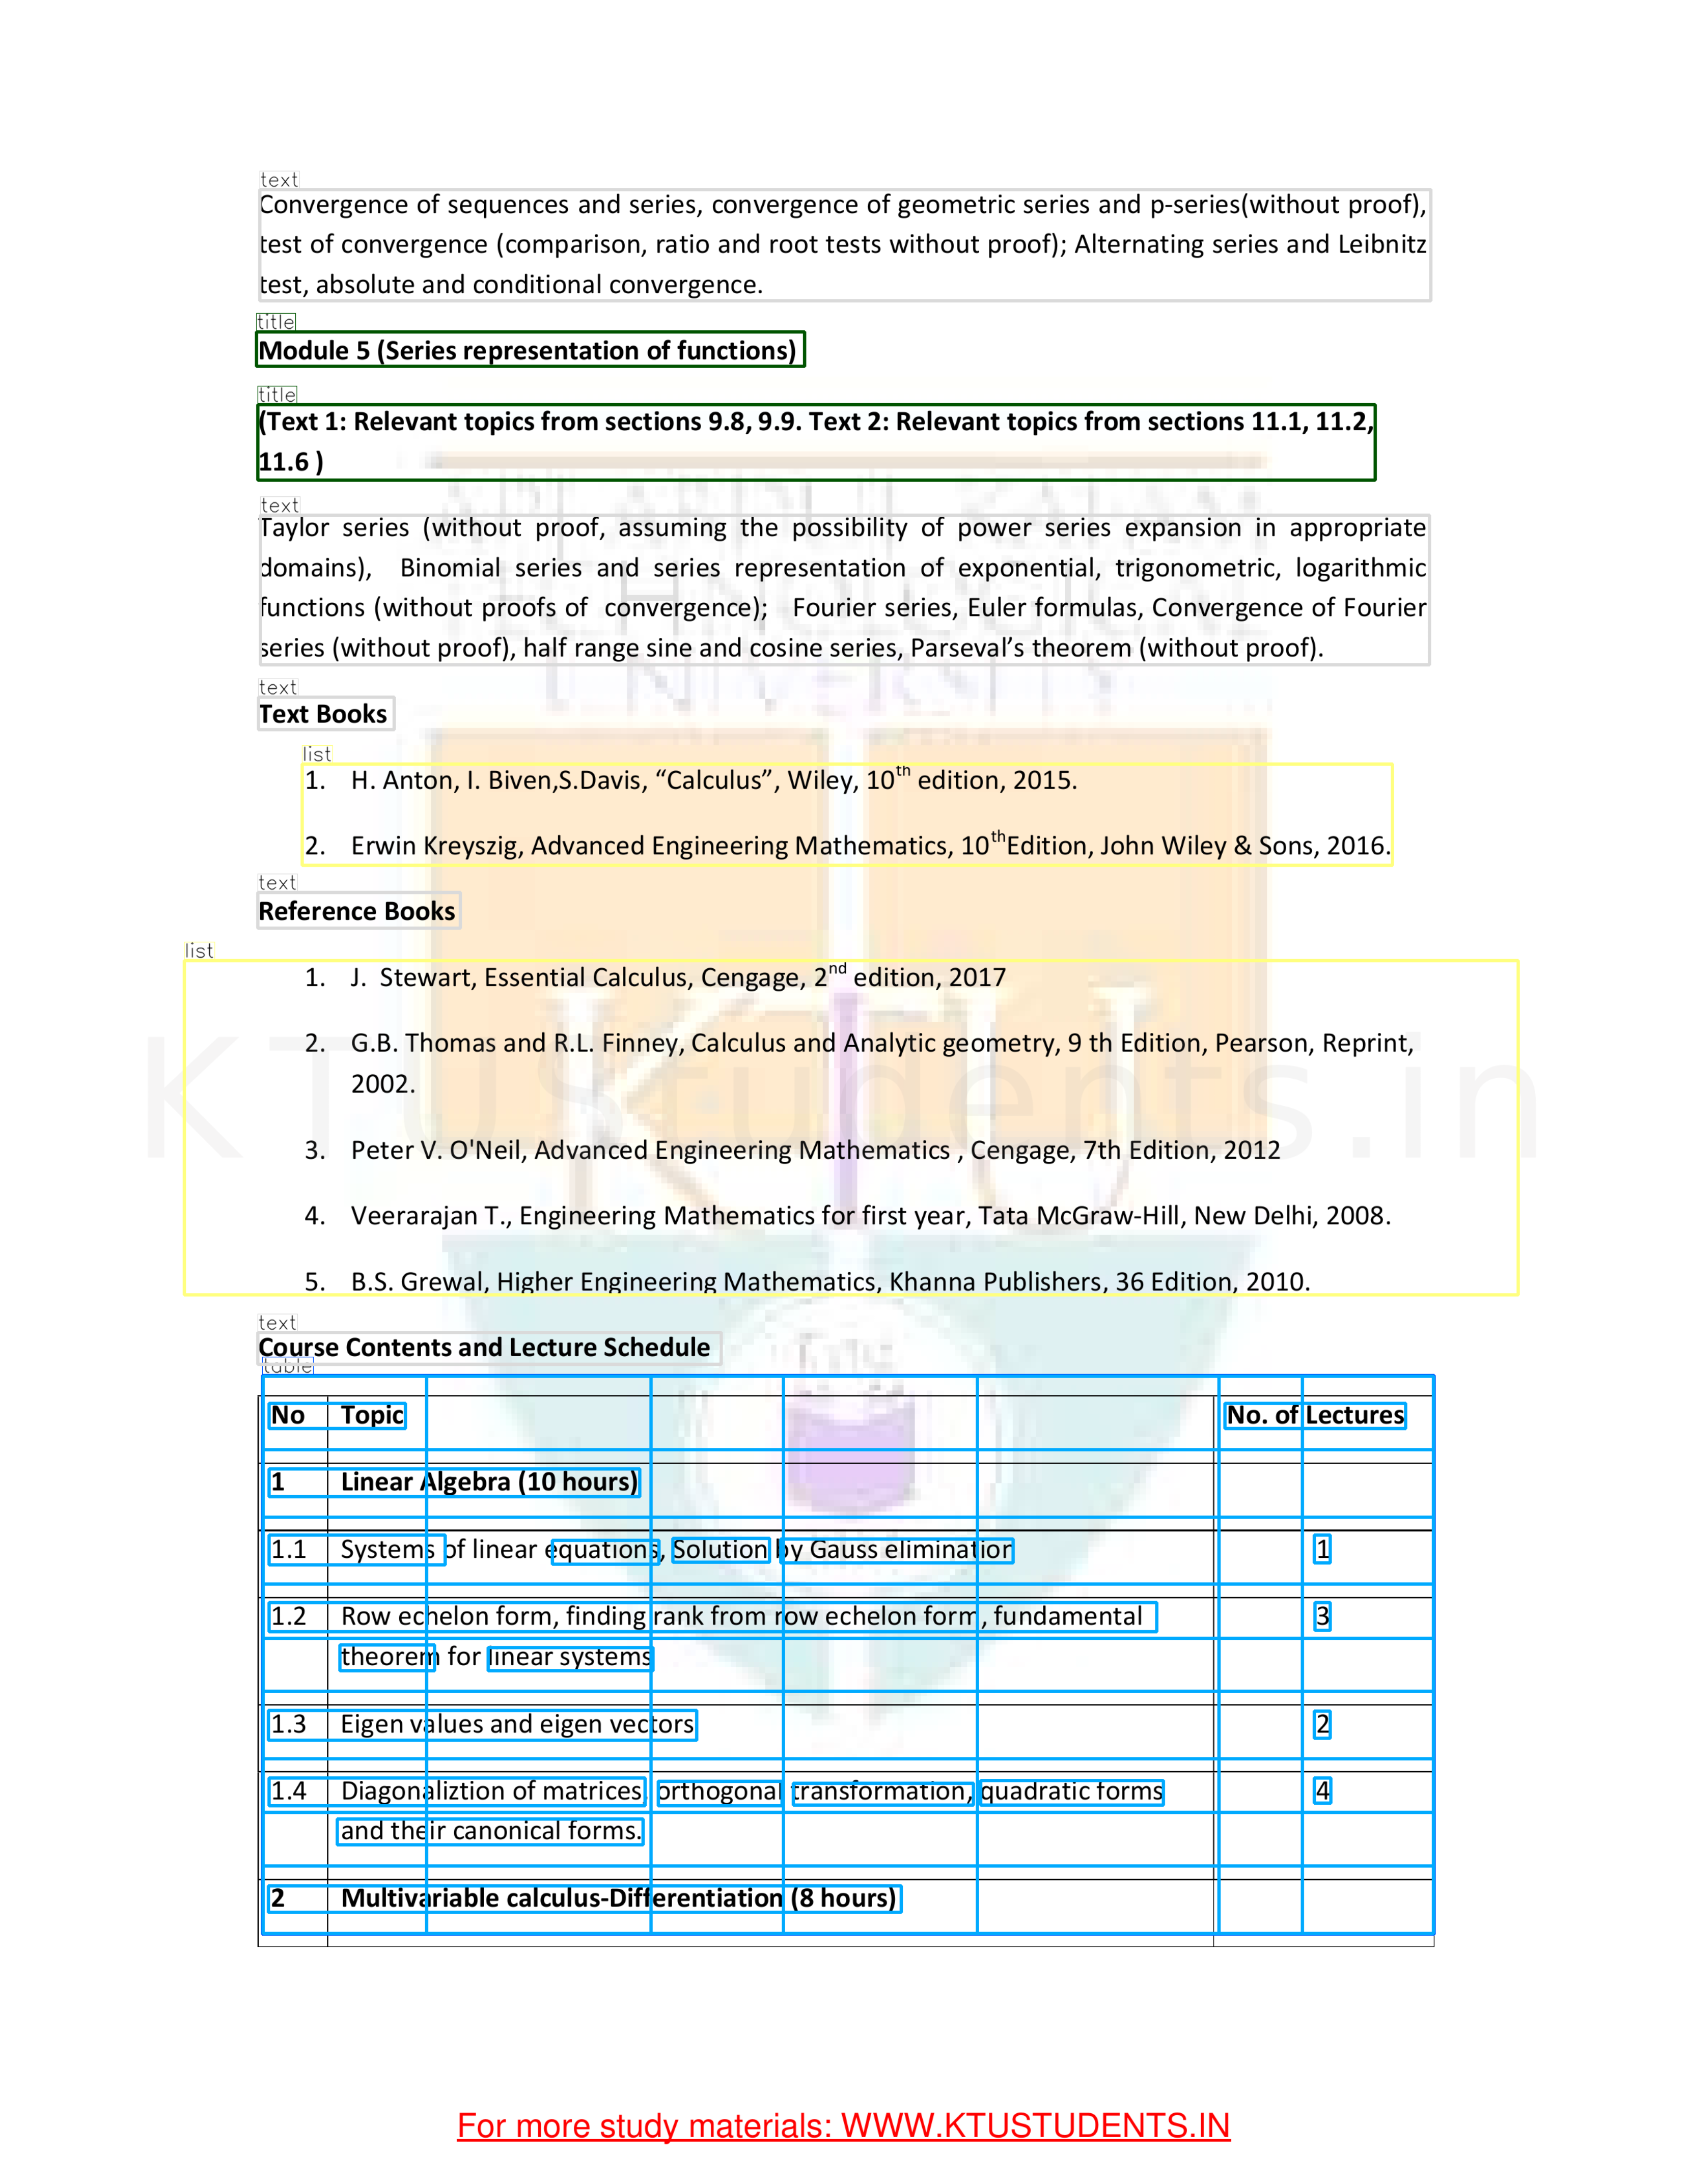 text
Convergence of sequences and series, convergence of geometric series and p-series(without proof),
test of convergence (comparison, ratio and root tests without proof); Alternating series and Leibnitz
test, absolute and conditional convergence.
title
Module 5 (Series representation of functions)
title
(Text 1: Relevant topics from sections 9.8, 9.9. Text 2: Relevant topics from sections 11.1, 11.2,
11.6 )
text
Taylor series (without proof, assuming the possibility of power series expansion in appropriate
domains), Binomial series and series representation of exponential, trigonometric, logarithmic
functions (without proofs of convergence); Fourier series, Euler formulas, Convergence of Fourier
series (without proof), half range sine and cosine series, Parseval’s theorem (without proof).
text
Text Books
list
1. H. Anton, I. Biven,S.Davis, “Calculus”, Wiley, 10th edition, 2015.
2. Erwin Kreyszig, Advanced Engineering Mathematics, 10thEdition, John Wiley & Sons, 2016.
text
Reference Books
list
1. J. Stewart, Essential Calculus, Cengage, 2nd edition, 2017
2. G.B. Thomas and R.L. Finney, Calculus and Analytic geometry, 9 th Edition, Pearson, Reprint,
2002.
KTUStudents.in
KTU
3. Peter V. O'Neil, Advanced Engineering Mathematics , Cengage, 7th Edition, 2012
4. Veerarajan T., Engineering Mathematics for first year, Tata McGraw-Hill, New Delhi, 2008.
5. B.S. Grewal, Higher Engineering Mathematics, Khanna Publishers, 36 Edition, 2010.
text
Course Contents and Lecture Schedule
table
No Topic No. of Lectures
1 Linear Algebra (10 hours)
1.1 Systems of linear equations, Solution by Gauss elimination 1
1.2 Row echelon form, finding rank from row echelon form, fundamental 3
theorem for linear systems
1.3 Eigen values and eigen vectors 2
1.4 Diagonaliztion of matrices, orthogonal transformation, quadratic forms 4
and their canonical forms.
2 Multivariable calculus-Differentiation (8 hours)
For more study materials: WWW.KTUSTUDENTS.IN